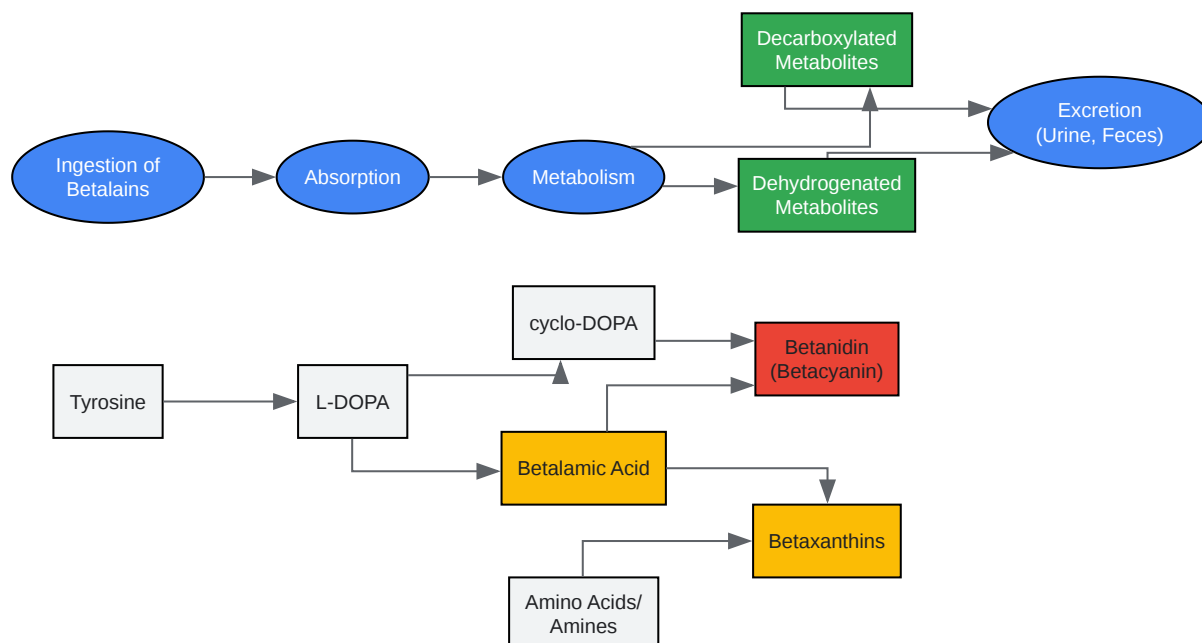 Decarboxylated
Metabolites
Excretion
(Urine, Feces)
Ingestion of
Betalains
Absorption
Metabolism
Dehydrogenated
Metabolites
cyclo-DOPA
Betanidin
(Betacyanin)
Tyrosine
L-DOPA
Betalamic Acid
Betaxanthins
Amino Acids/
Amines